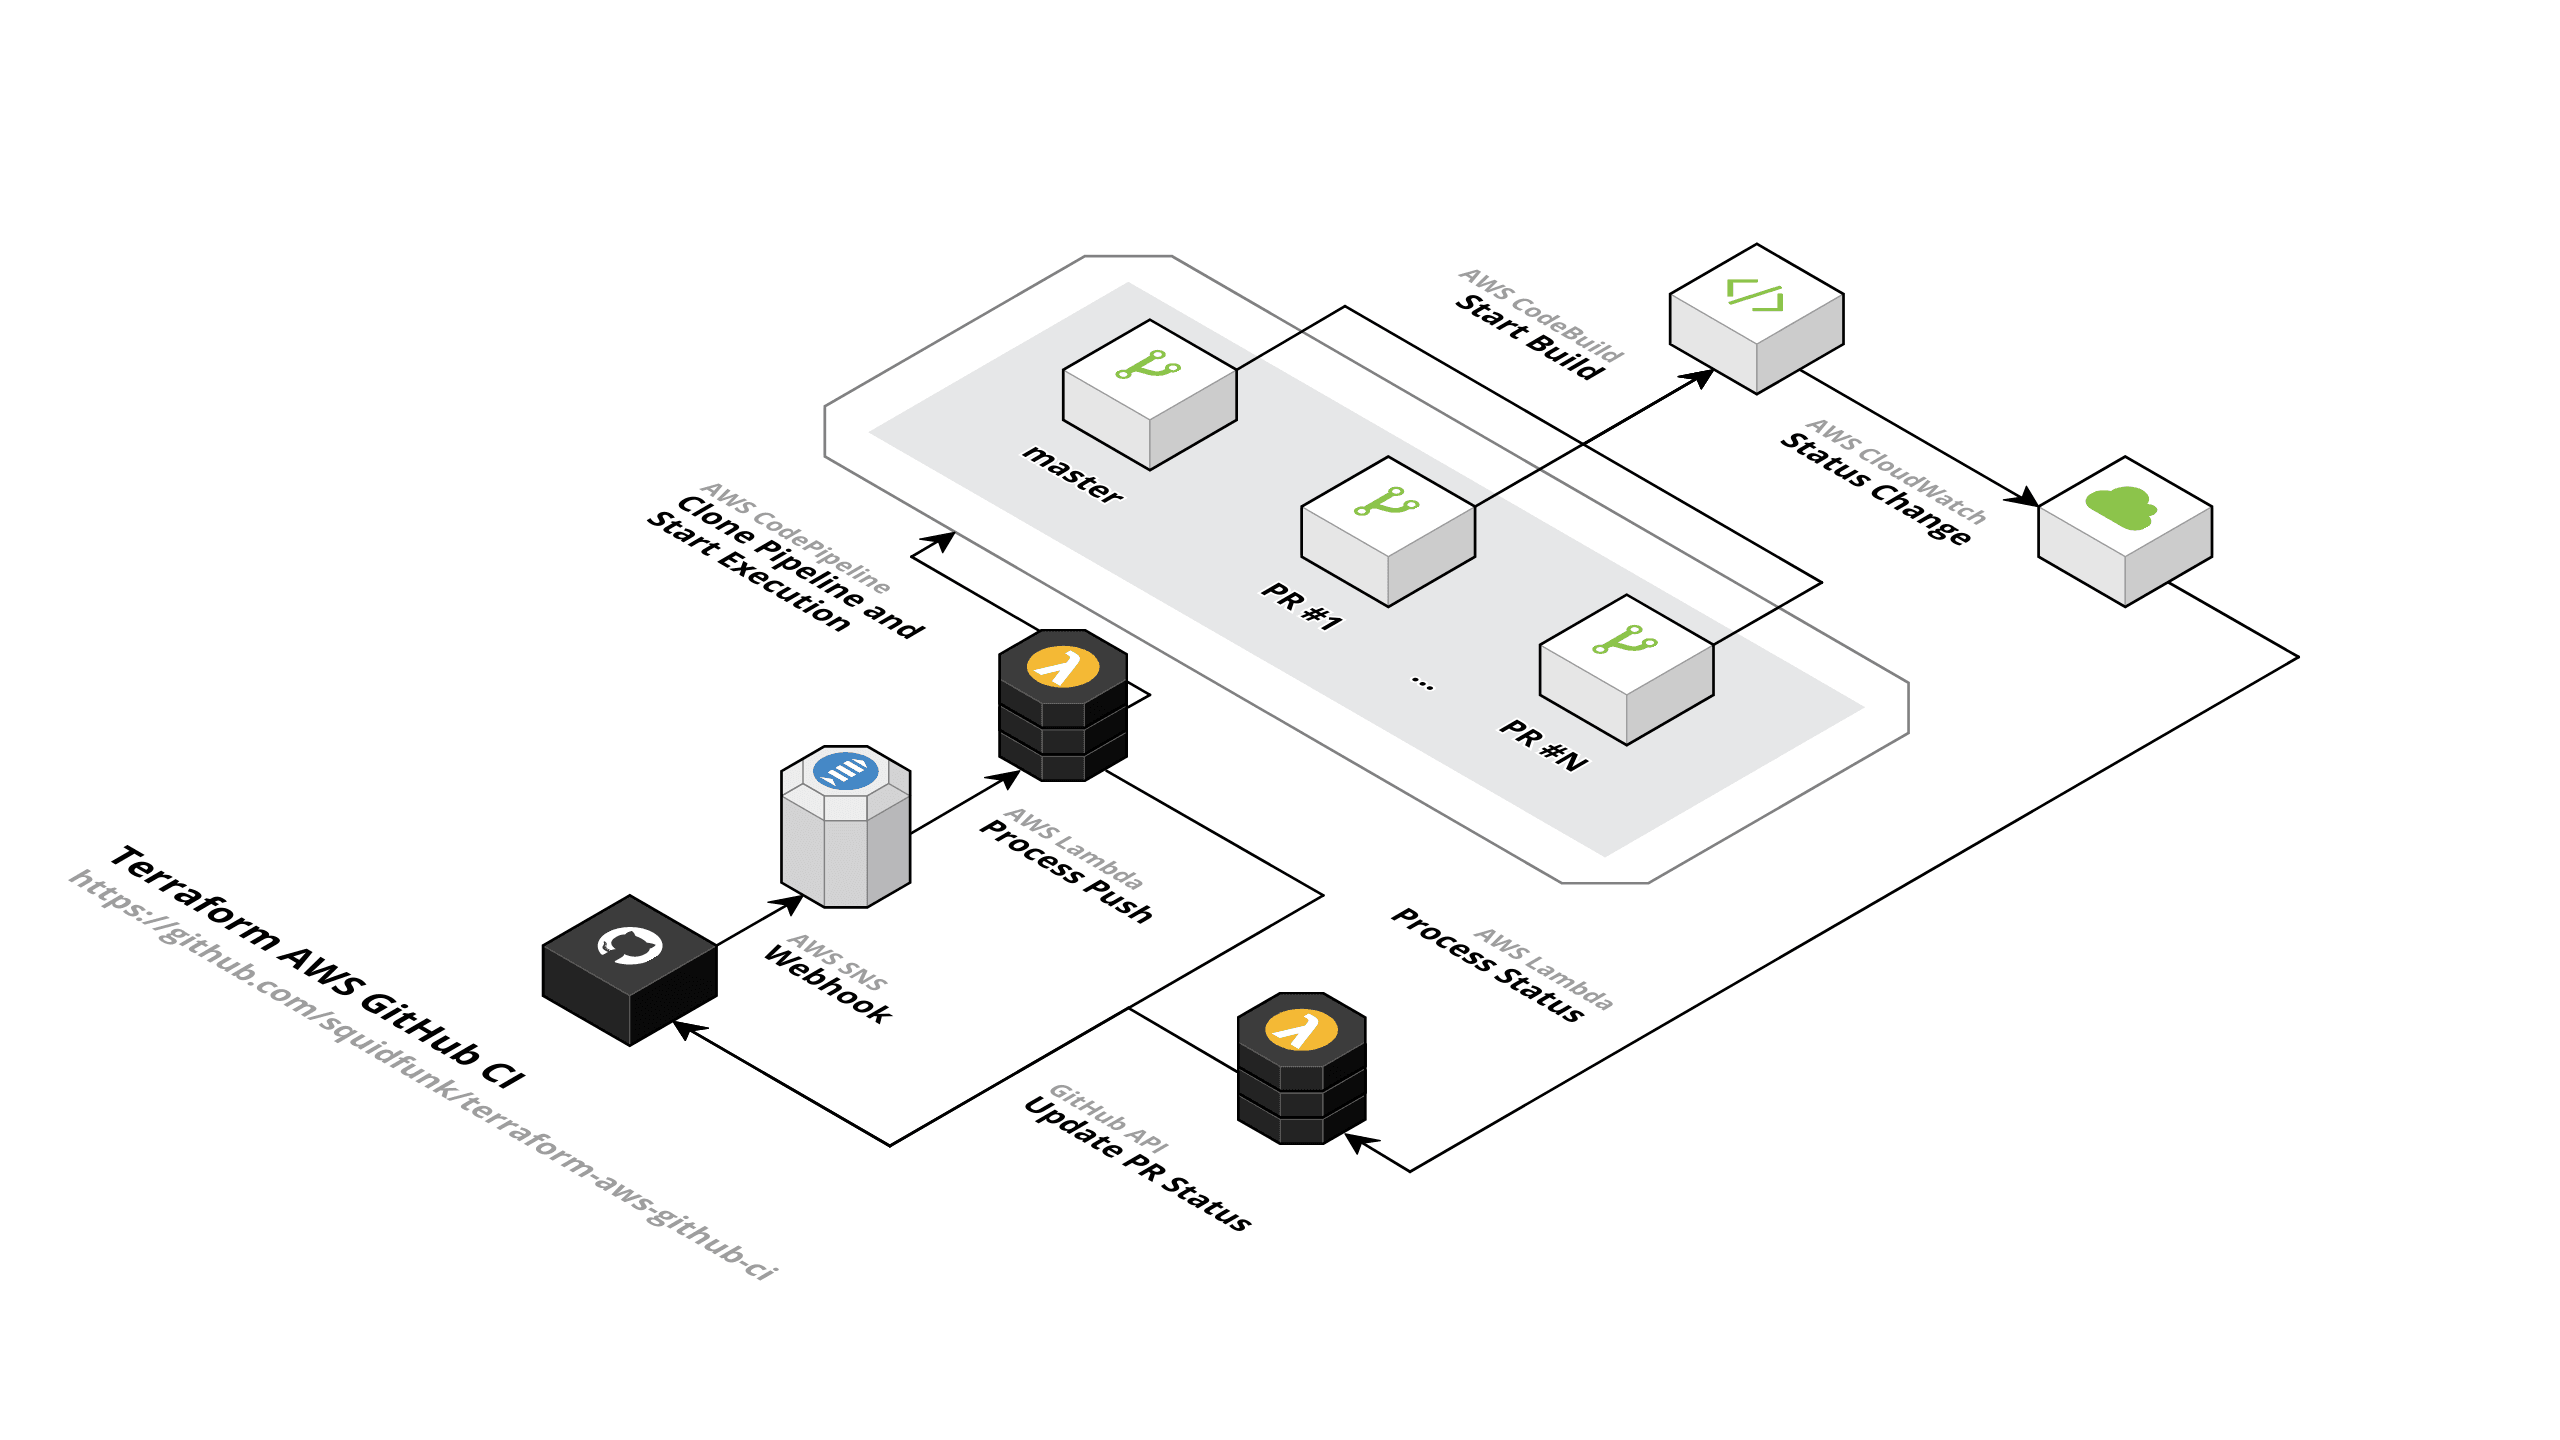 AWS CodeBuild
Start Build
AWS CloudWatch
Status Change
master
AWS CodePipeline
Clone Pipeline and
Start Execution
PR #1
...
PR #N
AWS Lambda
Process Push
AWS Lambda
Process Status
AWS SNS
Webhook
GitHub API
Update PR Status
Terraform AWS GitHub CI
https://github.com/squidfunk/terraform-aws-github-ci